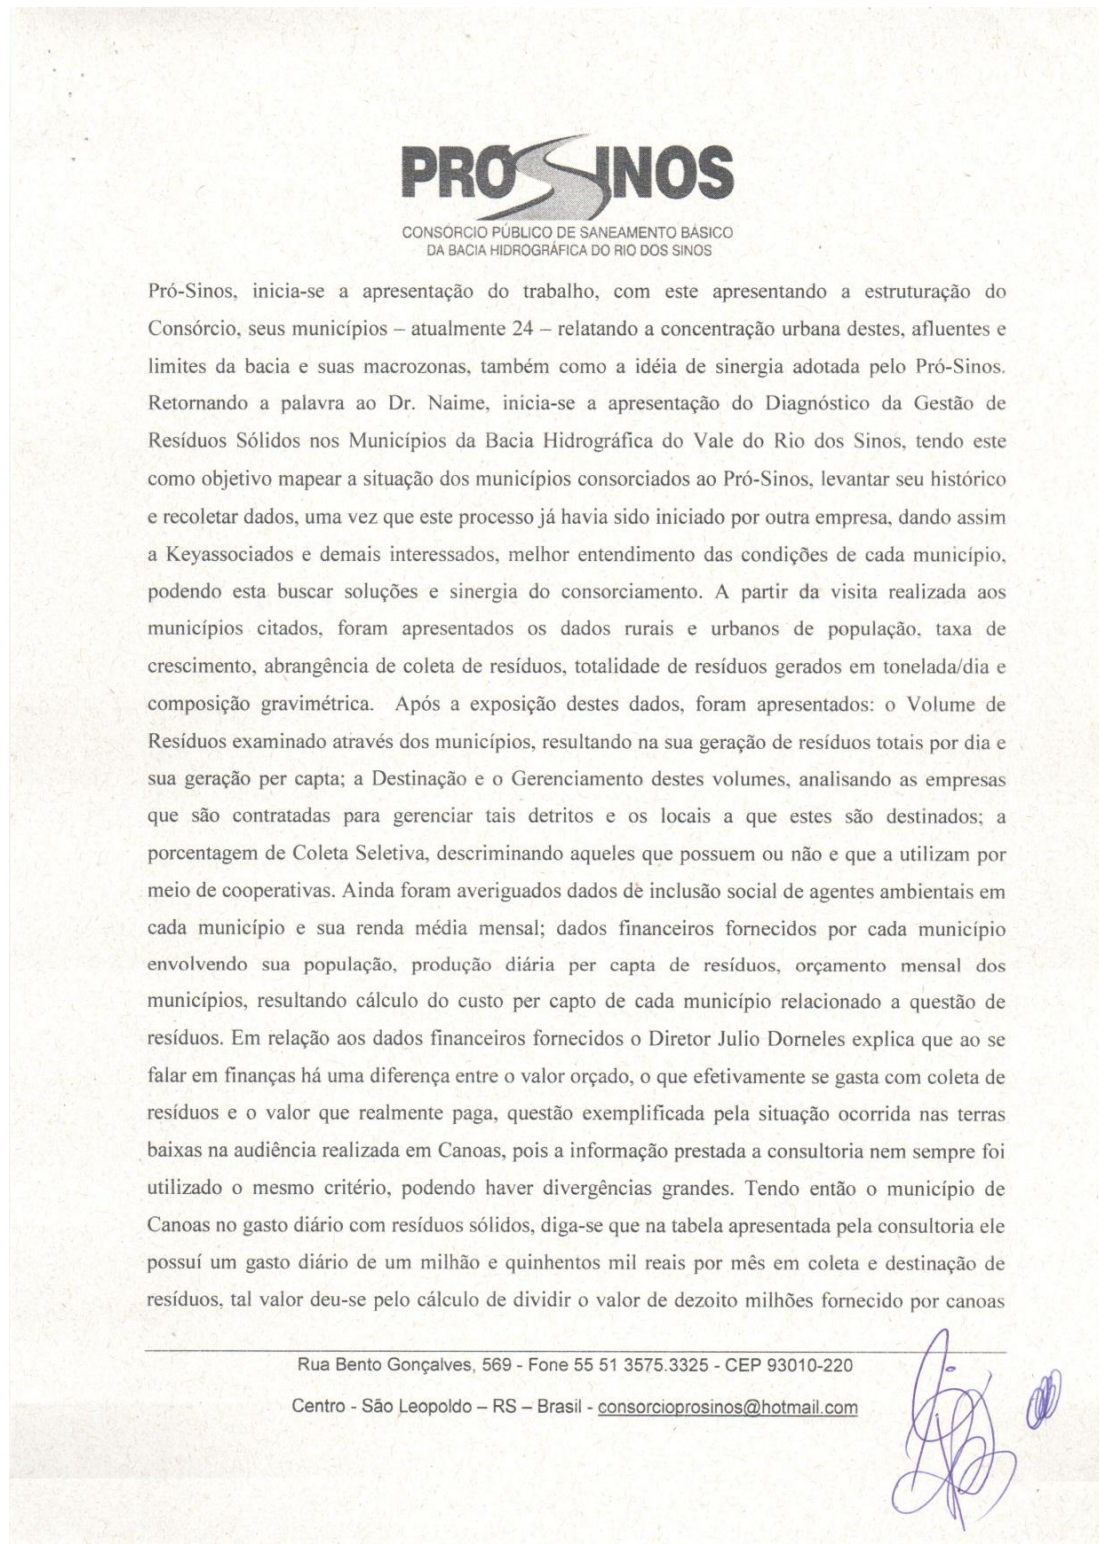 PRÓSINOS
CONSÓRCIO PÚBLICO DE SANEAMENTO BÁSICO
DA BACIA HIDROGRÁFICA DO RIO DOS SINOS
Pró-Sinos, inicia-se a apresentação do trabalho, com este apresentando a estruturação do
Consórcio, seus municípios – atualmente 24 – relatando a concentração urbana destes, afluentes e
limites da bacia e suas macrozonas, também como a idéia de sinergia adotada pelo Pró-Sinos.
Retornando a palavra ao Dr. Naime, inicia-se a apresentação do Diagnóstico da Gestão de
Resíduos Sólidos nos Municípios da Bacia Hidrográfica do Vale do Rio dos Sinos, tendo este
como objetivo mapear a situação dos municípios consorciados ao Pró-Sinos, levantar seu histórico
e recoletar dados, uma vez que este processo já havia sido iniciado por outra empresa, dando assim
a Keyassociados e demais interessados, melhor entendimento das condições de cada município,
podendo esta buscar soluções e sinergia do consorciamento. A partir da visita realizada aos
municípios citados, foram apresentados os dados rurais e urbanos de população, taxa de
crescimento, abrangência de coleta de resíduos, totalidade de resíduos gerados em tonelada/dia e
composição gravimétrica. Após a exposição destes dados, foram apresentados: o Volume de
Resíduos examinado através dos municípios, resultando na sua geração de resíduos totais por dia e
sua geração per capta; a Destinação e o Gerenciamento destes volumes, analisando as empresas
que são contratadas para gerenciar tais detritos e os locais a que estes são destinados; a
porcentagem de Coleta Seletiva, descriminando aqueles que possuem ou não e que a utilizam por
meio de cooperativas. Ainda foram averiguados dados de inclusão social de agentes ambientais em
cada município e sua renda média mensal; dados financeiros fornecidos por cada município
envolvendo sua população, produção diária per capta de resíduos, orçamento mensal dos
municípios, resultando cálculo do custo per capto de cada município relacionado a questão de
resíduos. Em relação aos dados financeiros fornecidos o Diretor Julio Dorneles explica que ao se
falar em finanças há uma diferença entre o valor orçado, o que efetivamente se gasta com coleta de
resíduos e o valor que realmente paga, questão exemplificada pela situação ocorrida nas terras
baixas na audiência realizada em Canoas, pois a informação prestada a consultoria nem sempre foi
utilizado o mesmo critério, podendo haver divergências grandes. Tendo então o município de
Canoas no gasto diário com resíduos sólidos, diga-se que na tabela apresentada pela consultoria ele
possuí um gasto diário de um milhão e quinhentos mil reais por mês em coleta e destinação de
resíduos, tal valor deu-se pelo cálculo de dividir o valor de dezoito milhões fornecido por canoas
Rua Bento Gonçalves, 569 - Fone 55 51 3575.3325 - CEP 93010-220
Centro - São Leopoldo – RS – Brasil - consorcioprosinos@hotmail.com